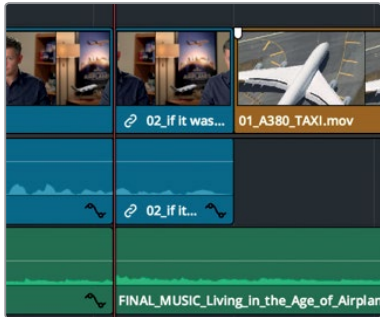 02_if it was...
01_A380_TAXI.mov
02_if it...
FINAL_MUSIC_Living_in_the_Age_of_Airplan